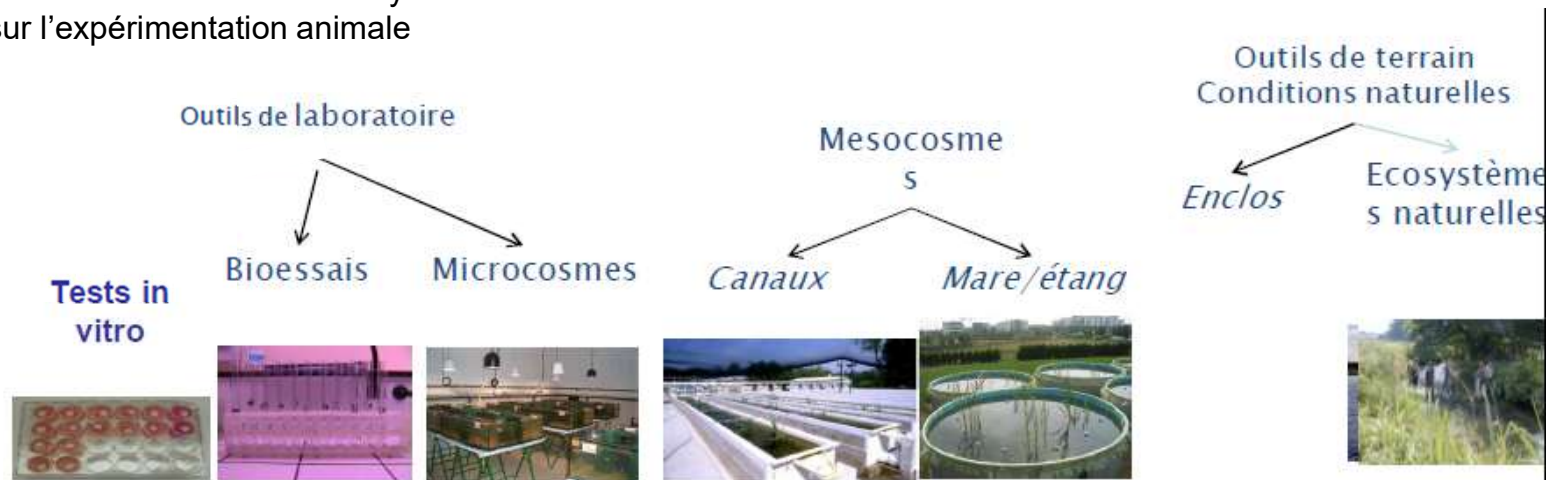 sur l’expérimentation animale
Outils de laboratoire
Bioessais
Microcosmes
Tests in
vitro
Mesocosme
s
Canaux
Mare/étang
Outils de terrain
Conditions naturelles
Enclos
Ecosystème
s naturelles